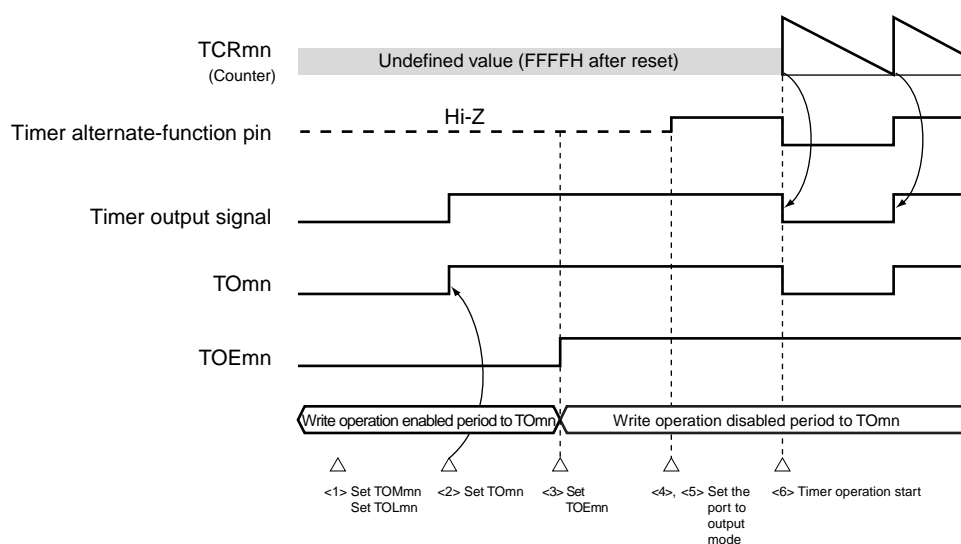 TCRmn
(Counter)
Undefined value (FFFFH after reset)
Hi-Z
Timer alternate-function pin
Timer output signal
TOmn
TOEmn
Write operation enabled period to TOmn
Write operation disabled period to TOmn
<1> Set TOMmn
Set TOLmn
<2> Set TOmn
<3> Set
TOEmn
<4>, <5> Set the
port to
output
mode
<6> Timer operation start